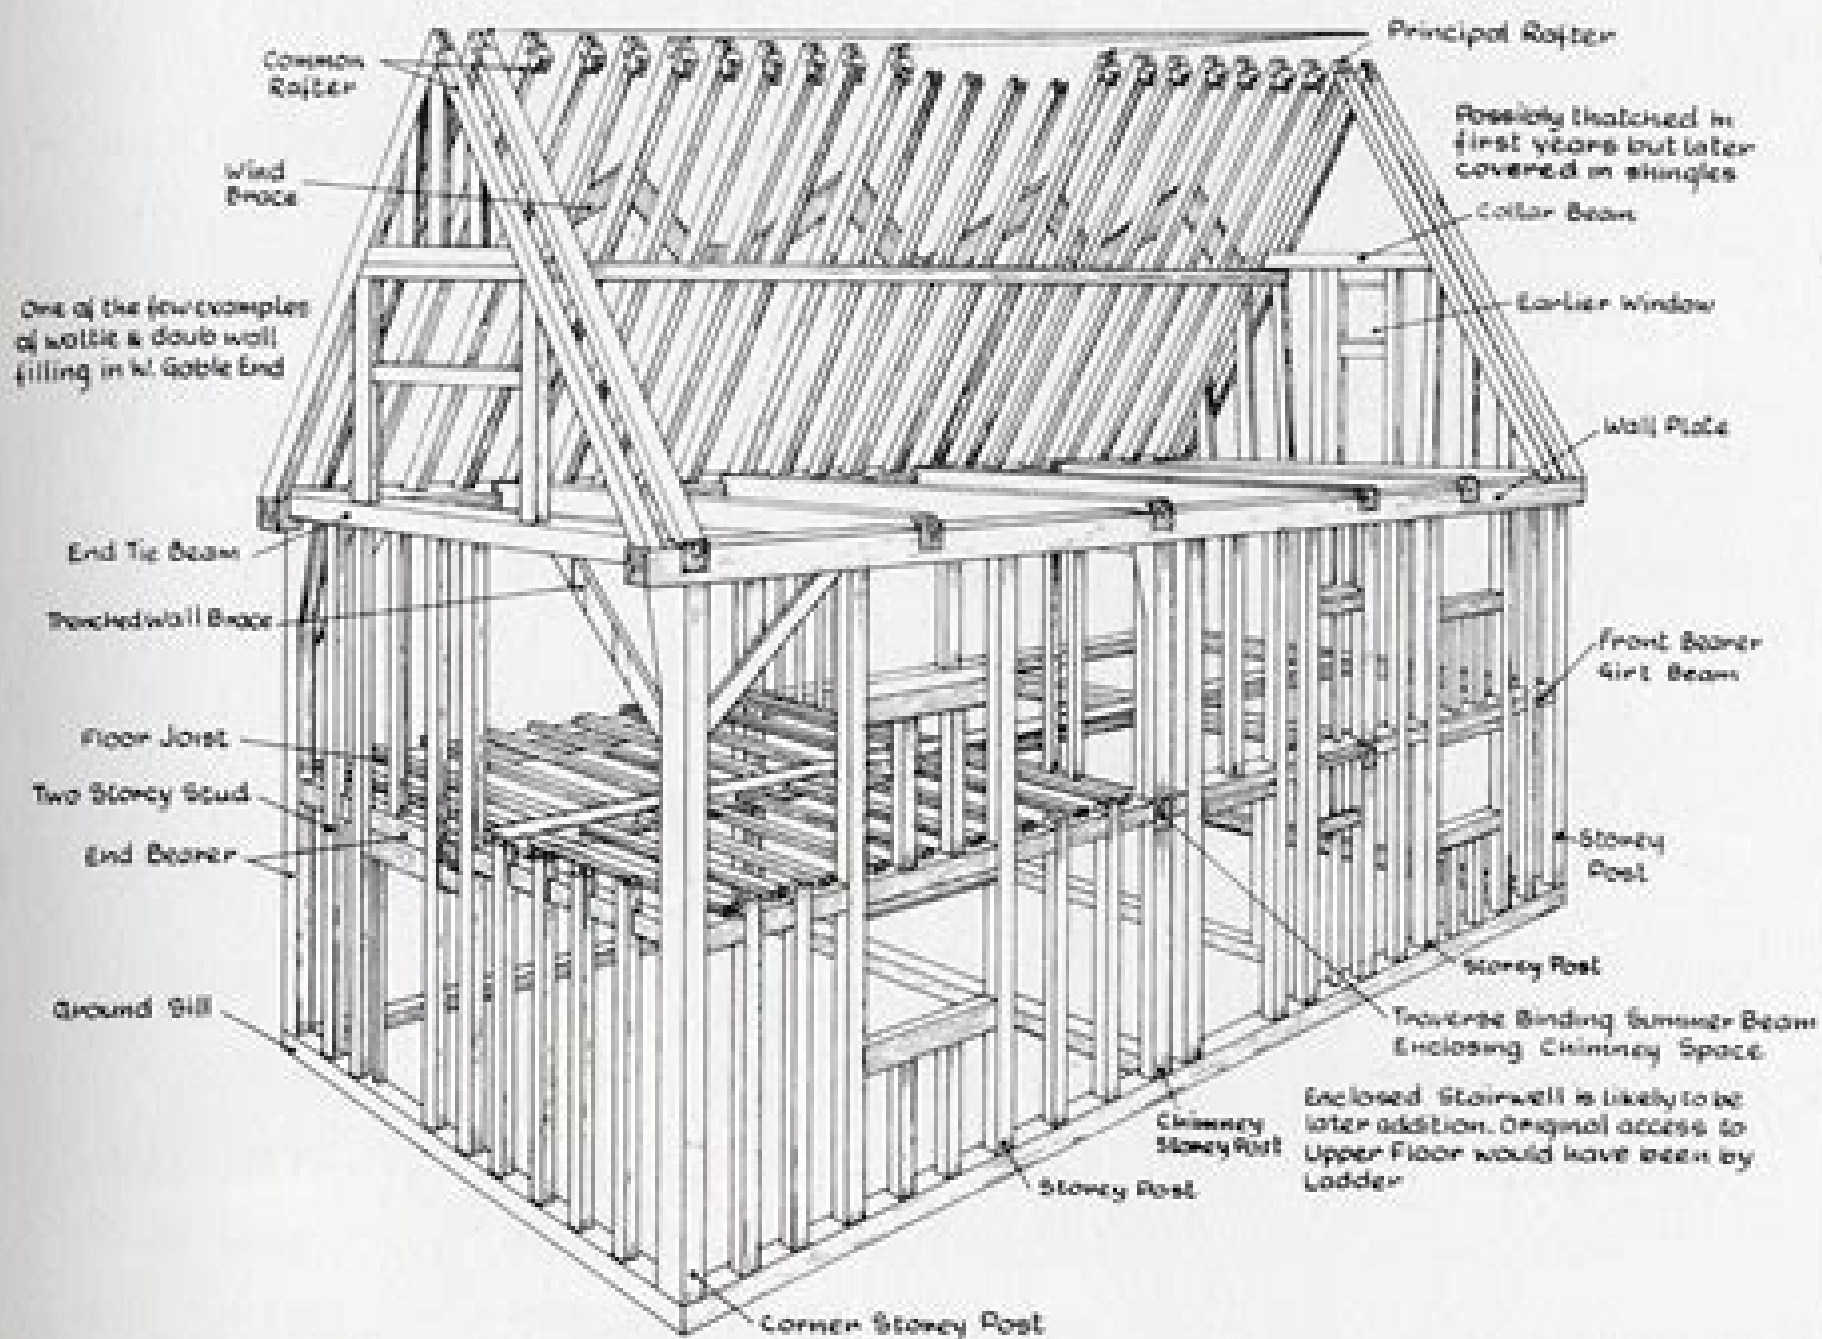 Common
Rafter
Principal Rafter
Possibly thatched in
first years but later
covered in shingles
Wind
Brace
Collar Beam
One of the few examples
of wattle & daub wall
filling in W. Gable End
Earlier Window
Wall Plate
End Tie Beam
Trenched Wall Brace
Front Bearer
Girt Beam
Floor Joist
Two Storey Stud
End Bearer
Storey
Post
Storey Post
Ground Sill
Traverse Binding Summer Beam
Enclosing Chimney Space
Enclosed Stairwell is likely to be
later addition. Original access to
Upper Floor would have been by
Ladder
Chimney
Storey Post
Storey Post
Corner Storey Post